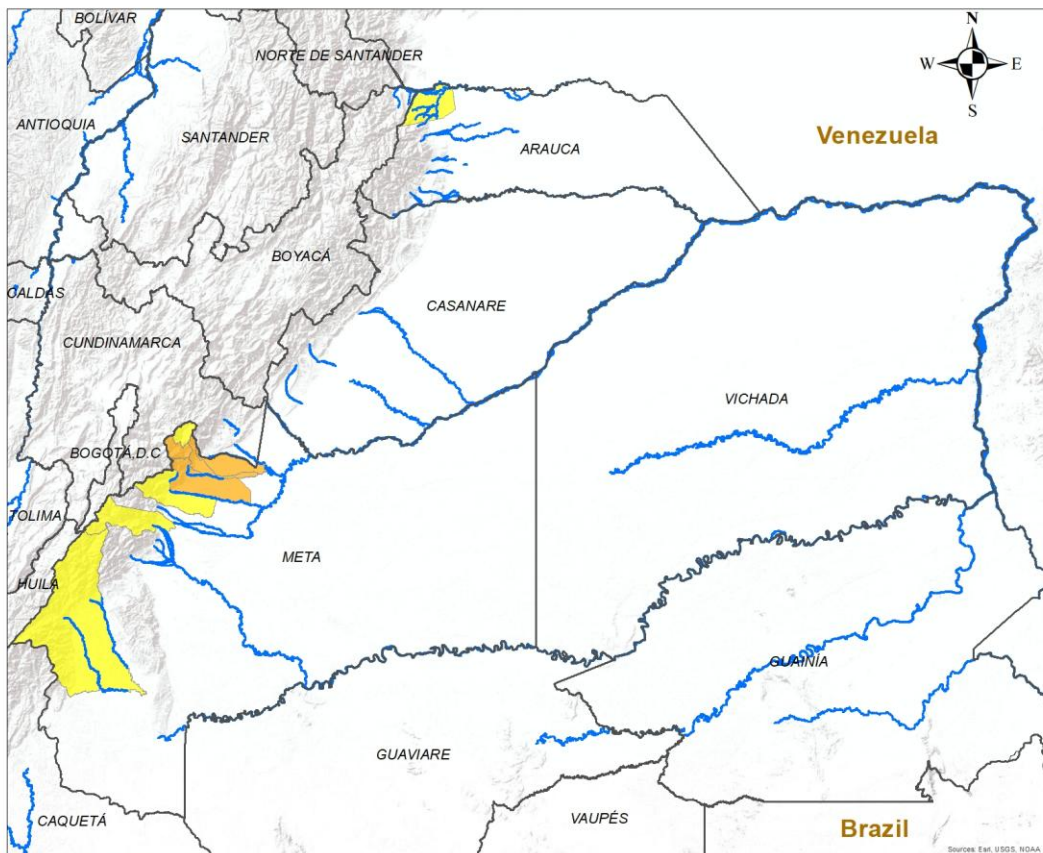 BOLÍVAR
N
NORTE DE SANTANDER
W E
S
ANTIOQUIA
SANTANDER
Venezuela
ARAUCA
BOYACÁ
CALDAS
CASANARE
CUNDINAMARCA
VICHADA
BOGOTÁ,D.C
TOLIMA
META
HUILA
GUAINÍA
GUAVIARE
CAQUETÁ
VAUPÉS
Brazil
Sources: Esri, USGS, NOAA